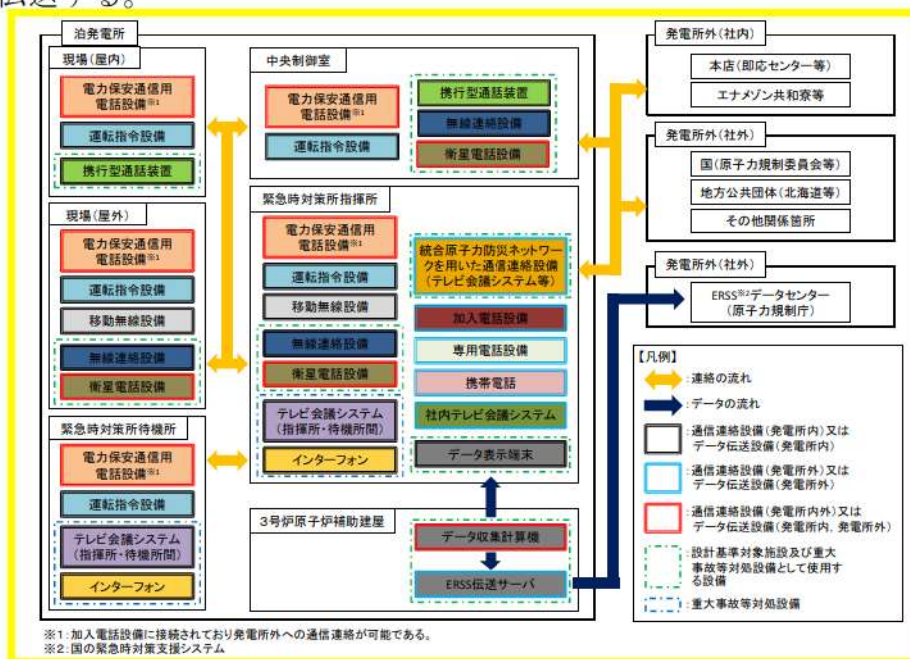 伝送する。
泊発電所
現場(屋内)
電力保安通信用
電話設備※1
運転指令設備
携行型通話装置
現場(屋外)
電力保安通信用
電話設備※1
運転指令設備
移動無線設備
無線連絡設備
衛星電話設備
緊急時対策所待機所
電力保安通信用
電話設備※1
運転指令設備
テレビ会議システム
(指揮所・待機所間)
インターフォン
中央制御室
電力保安通信用
電話設備※1
運転指令設備
携行型通話装置
無線連絡設備
衛星電話設備
緊急時対策所指揮所
電力保安通信用
電話設備※1
運転指令設備
移動無線設備
無線連絡設備
衛星電話設備
テレビ会議システム
(指揮所・待機所間)
インターフォン
統合原子力防災ネットワー
クを用いた通信連絡設備
(テレビ会議システム等)
加入電話設備
専用電話設備
携帯電話
社内テレビ会議システム
データ表示端末
3号炉原子炉補助建屋
データ収集計算機
ERSS伝送サーバ
発電所外(社内)
本店(即応センター等)
エナメゾン共和寮等
発電所外(社外)
国(原子力規制委員会等)
地方公共団体(北海道等)
その他関係箇所
発電所外(社外)
ERSS※2データセンター
(原子力規制庁)
【凡例】
:連絡の流れ
:データの流れ
:通信連絡設備(発電所内)又は
データ伝送設備(発電所内)
:通信連絡設備(発電所外)又は
データ伝送設備(発電所外)
:通信連絡設備(発電所内外)又は
データ伝送設備(発電所内,発電所外)
:設計基準対象施設及び重大
事故等対処設備として使用す
る設備
:重大事故等対処設備
※1:加入電話設備に接続されており発電所外への通信連絡が可能である。
※2:国の緊急時対策支援システム